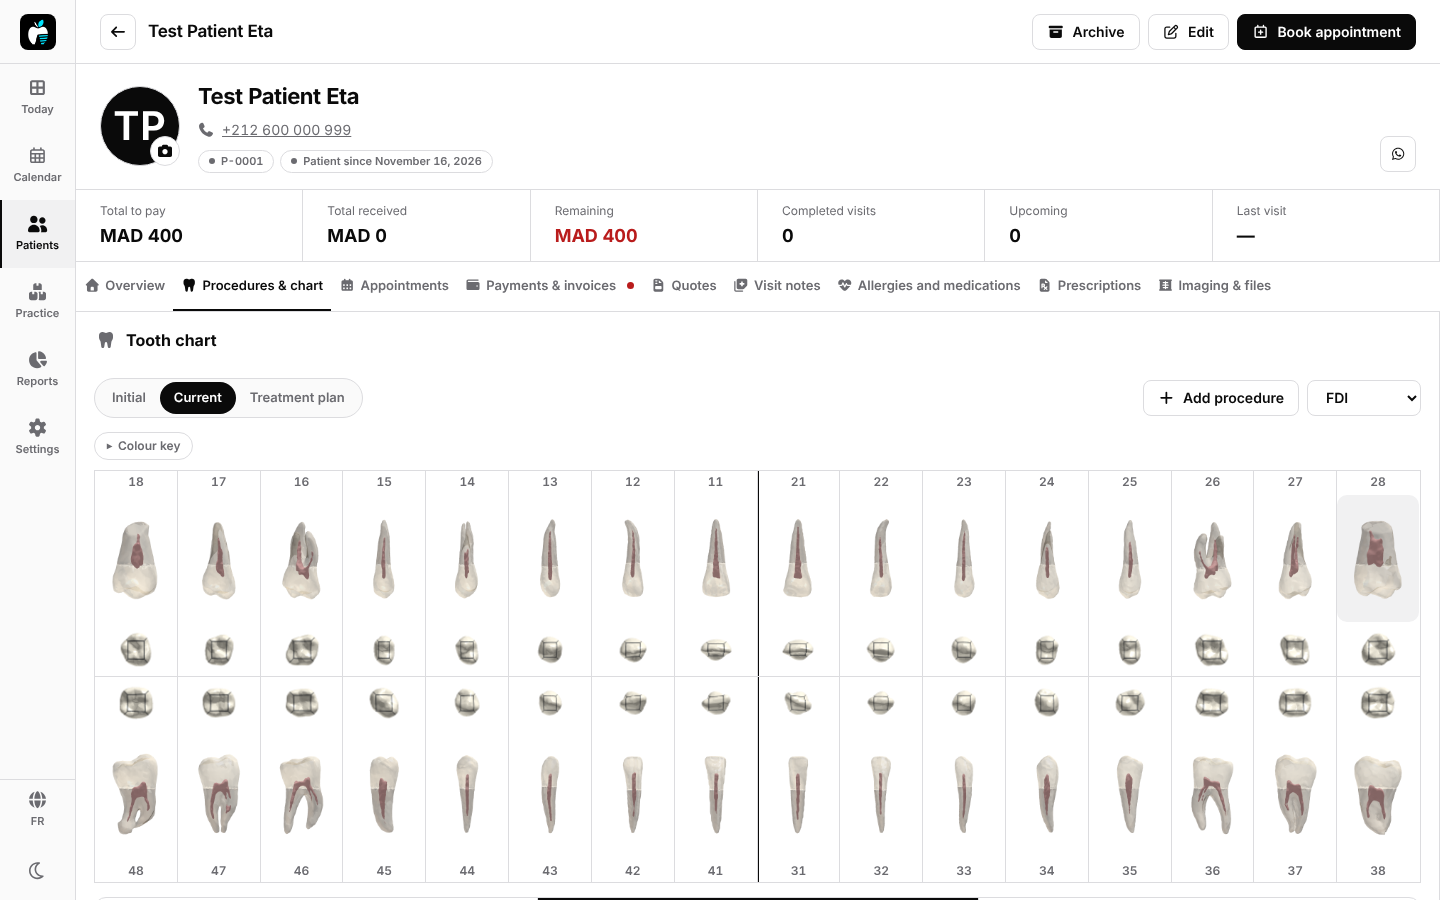 Test Patient Eta
Archive
Edit
Book appointment
Today
Calendar
Patients
Practice
Reports
Settings
FR
TP
Test Patient Eta
+212 600 000 999
P-0001
Patient since November 16, 2026
Total to pay
MAD 400
Total received
MAD 0
Remaining
MAD 400
Completed visits
0
Upcoming
0
Last visit
—
Overview
Procedures & chart
Appointments
Payments & invoices
Quotes
Visit notes
Allergies and medications
Prescriptions
Imaging & files
Tooth chart
Initial
Current
Treatment plan
Add procedure
FDI
Colour key
18 17 16 15 14 13 12 11 21 22 23 24 25 26 27 28
48 47 46 45 44 43 42 41 31 32 33 34 35 36 37 38